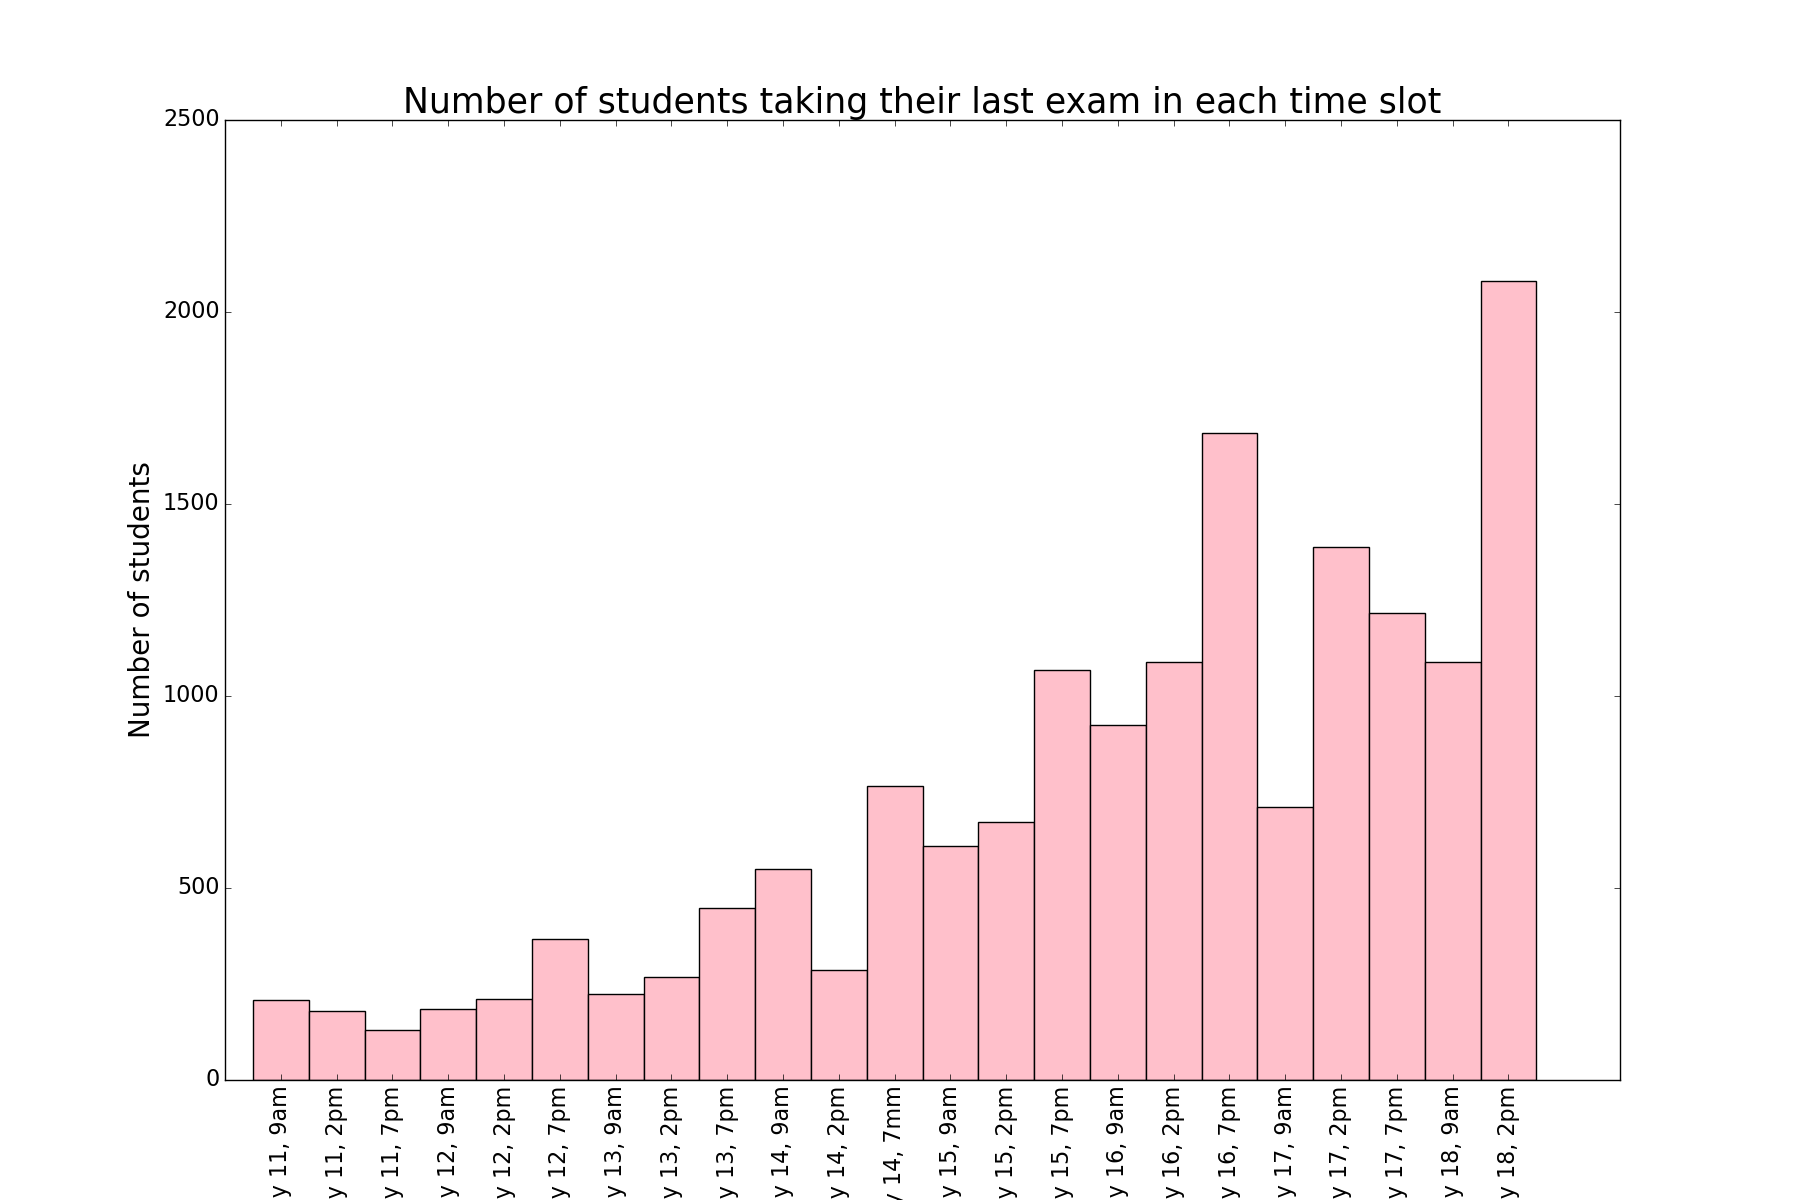 Number of students taking their last exam in each time slot
2500
2000
1500
1000
500
0
Number of students
y 11, 9am
y 11, 2pm
y 11, 7pm
y 12, 9am
y 12, 2pm
y 12, 7pm
y 13, 9am
y 13, 2pm
y 13, 7pm
y 14, 9am
y 14, 2pm
y 14, 7mm
y 15, 9am
y 15, 2pm
y 15, 7pm
y 16, 9am
y 16, 2pm
y 16, 7pm
y 17, 9am
y 17, 2pm
y 17, 7pm
y 18, 9am
y 18, 2pm